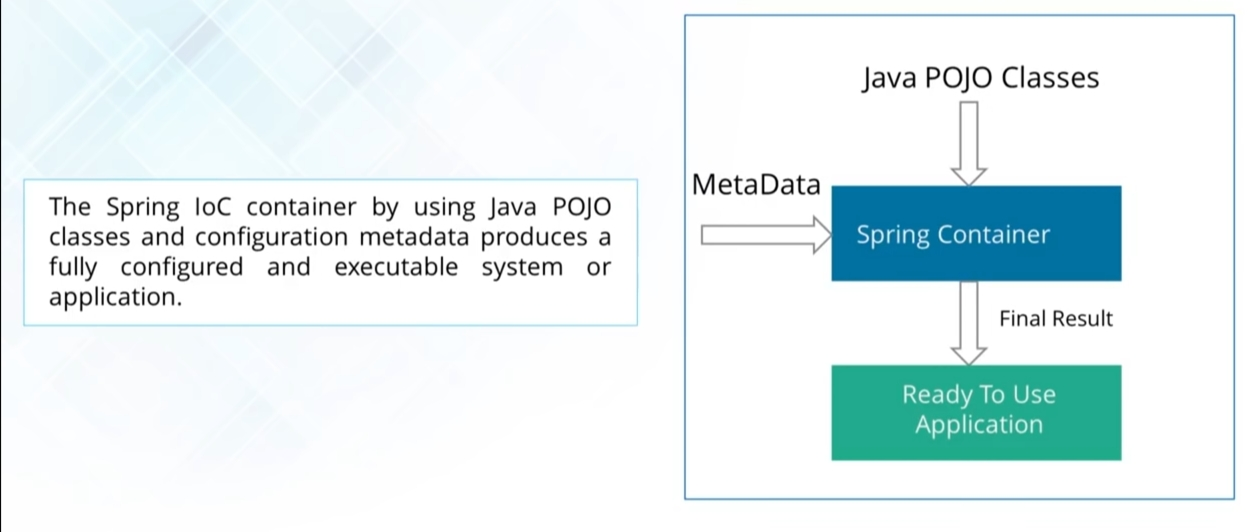 The Spring IoC container by using Java POJO
classes and configuration metadata produces a
fully configured and executable system or
application.
Java POJO Classes
MetaData
Spring Container
Final Result
Ready To Use
Application